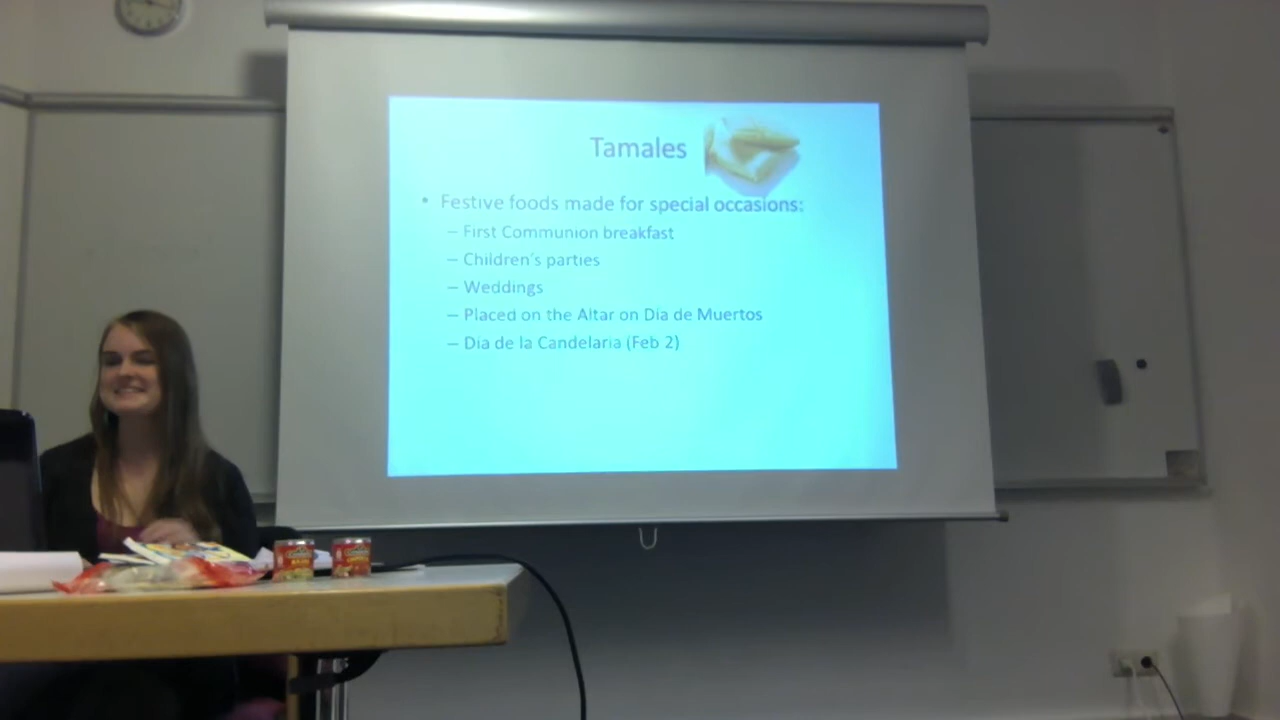 Tamales
• Festive foods made for special occasions:
– First Communion breakfast
– Children's parties
– Weddings
– Placed on the Altar on Dia de Muertos
– Dia de la Candelaria (Feb 2)